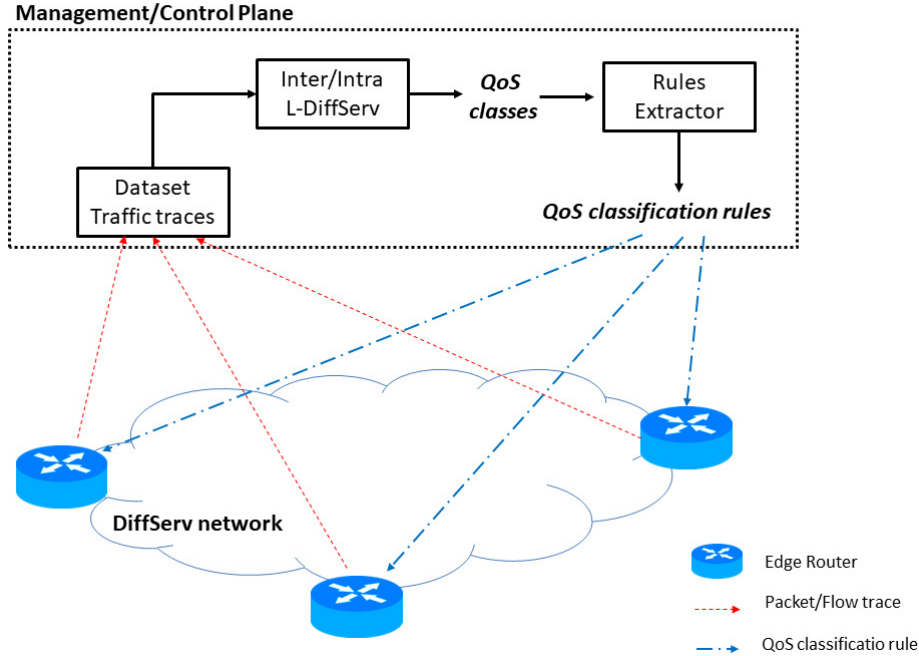 Management/Control Plane
Inter/Intra
L-DiffServ
QoS
classes
Rules
Extractor
Dataset
Traffic traces
QoS classification rules
DiffServ network
Edge Router
Packet/Flow trace
QoS classificatio rule